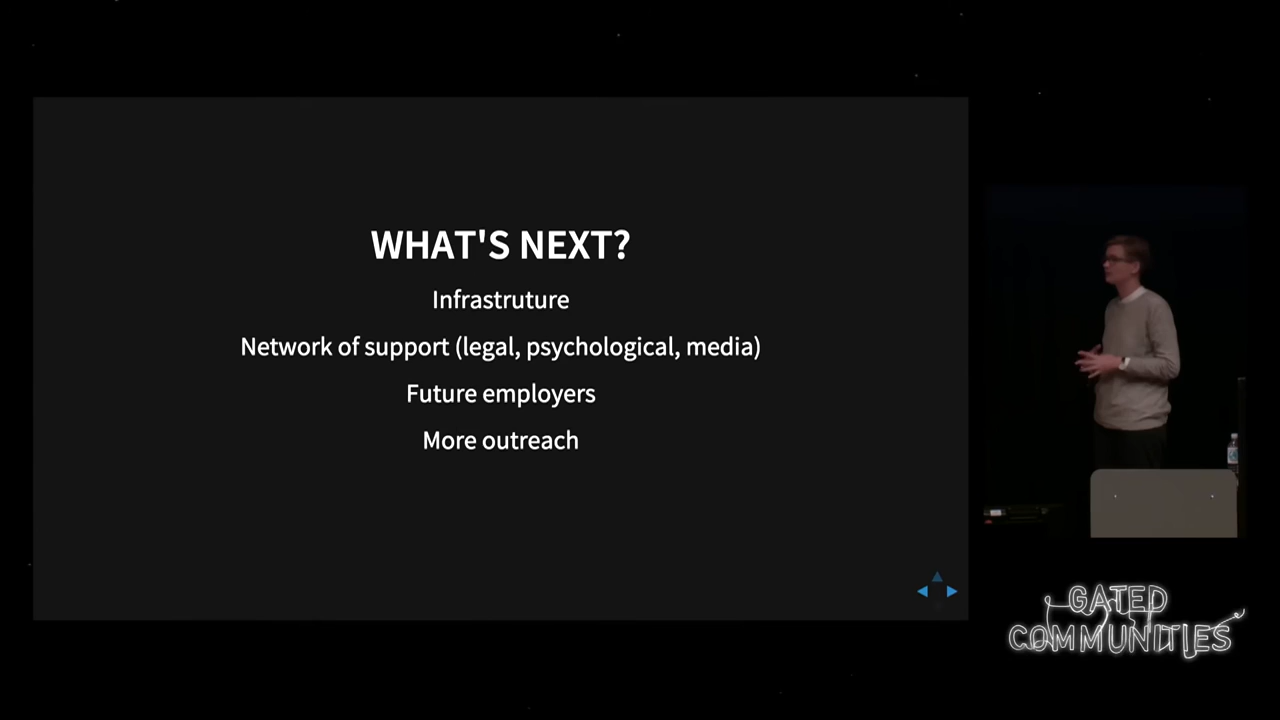 WHAT'S NEXT?
Infrastruture
Network of support (legal, psychological, media)
Future employers
More outreach
GATED
COMMUNITIES